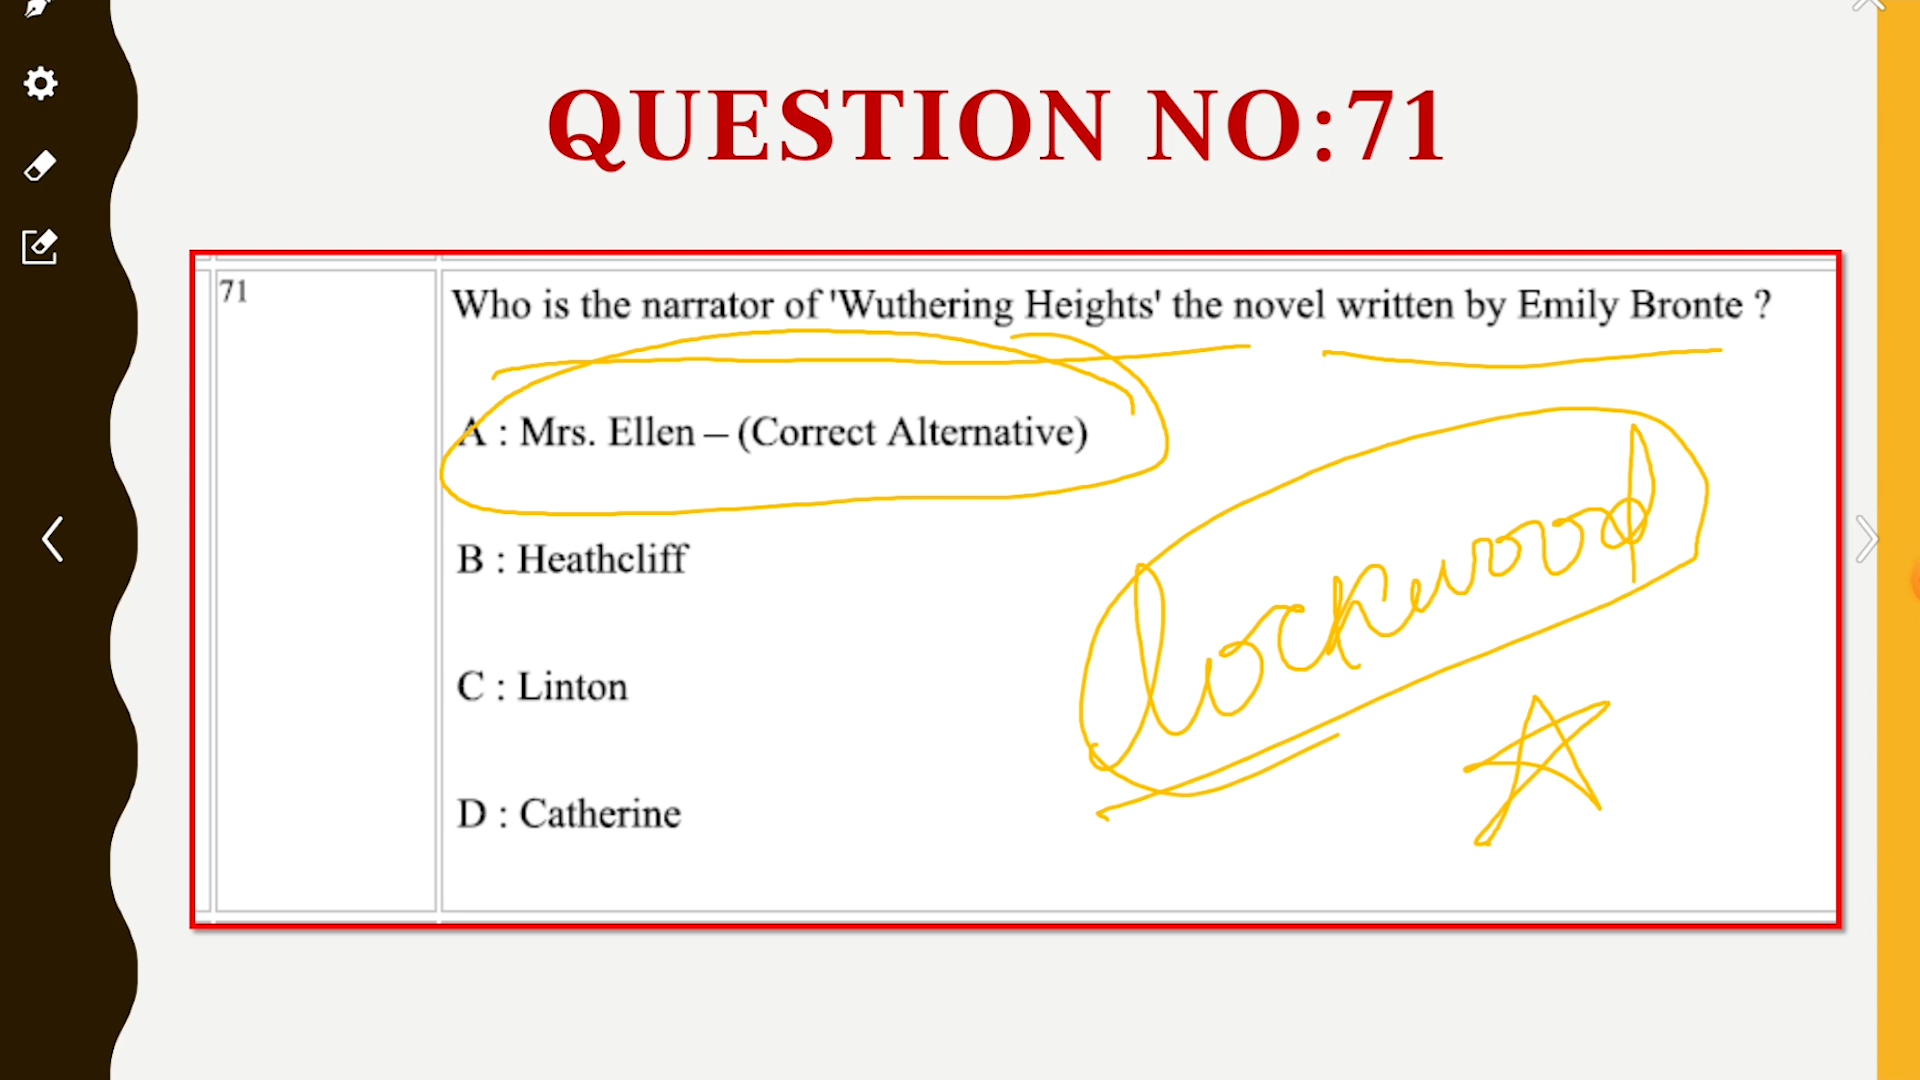 QUESTION NO:71
71
Who is the narrator of 'Wuthering Heights' the novel written by Emily Bronte ?
A : Mrs. Ellen – (Correct Alternative)
B : Heathcliff
lockwood
C : Linton
D : Catherine